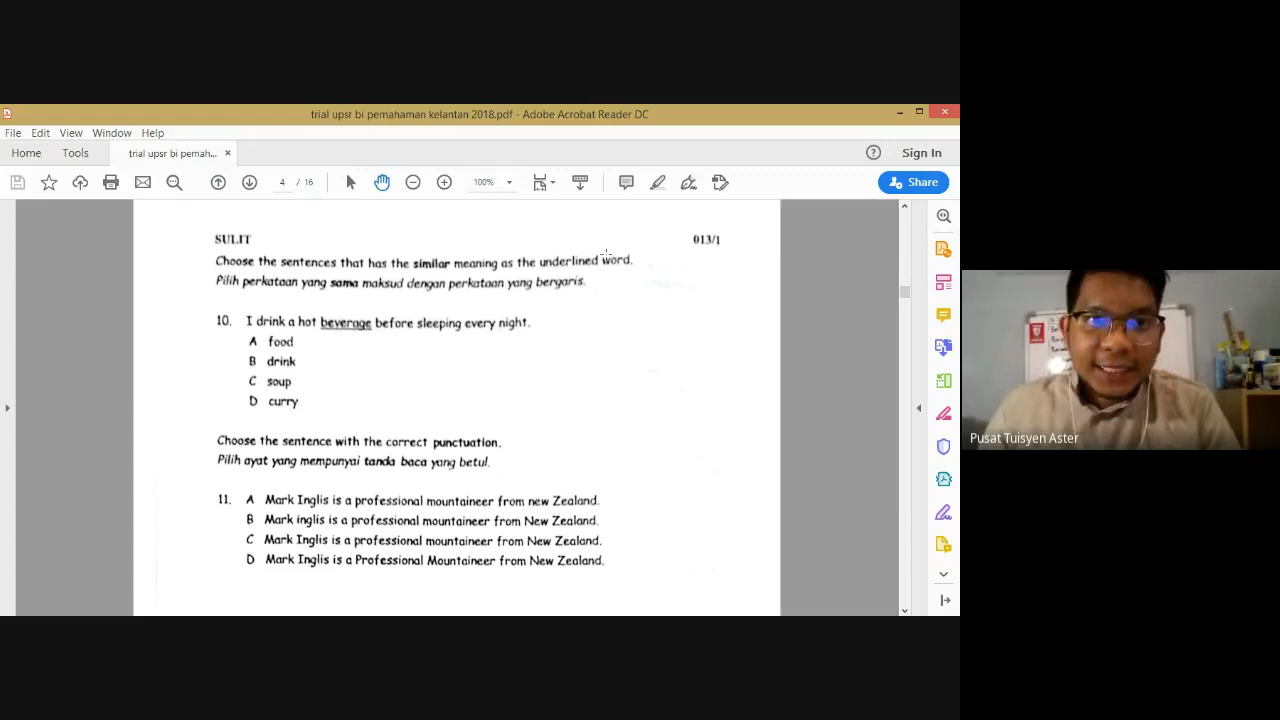 trial upsr bi pemahaman kelantan 2018.pdf - Adobe Acrobat Reader DC
File Edit View Window Help
Home Tools trial upsr bi pemah... × Sign In
4 / 16 100% Share
SULIT 013/1
Choose the sentences that has the similar meaning as the underlined word.
Pilih perkataan yang sama maksud dengan perkataan yang bergaris.
10. I drink a hot beverage before sleeping every night.
A food
B drink
C soup
D curry
Choose the sentence with the correct punctuation.
Pilih ayat yang mempunyai tanda baca yang betul.
11. A Mark Inglis is a professional mountaineer from new Zealand.
B Mark inglis is a professional mountaineer from New Zealand.
C Mark Inglis is a professional mountaineer from New Zealand.
D Mark Inglis is a Professional Mountaineer from New Zealand.
Pusat Tuisyen Aster